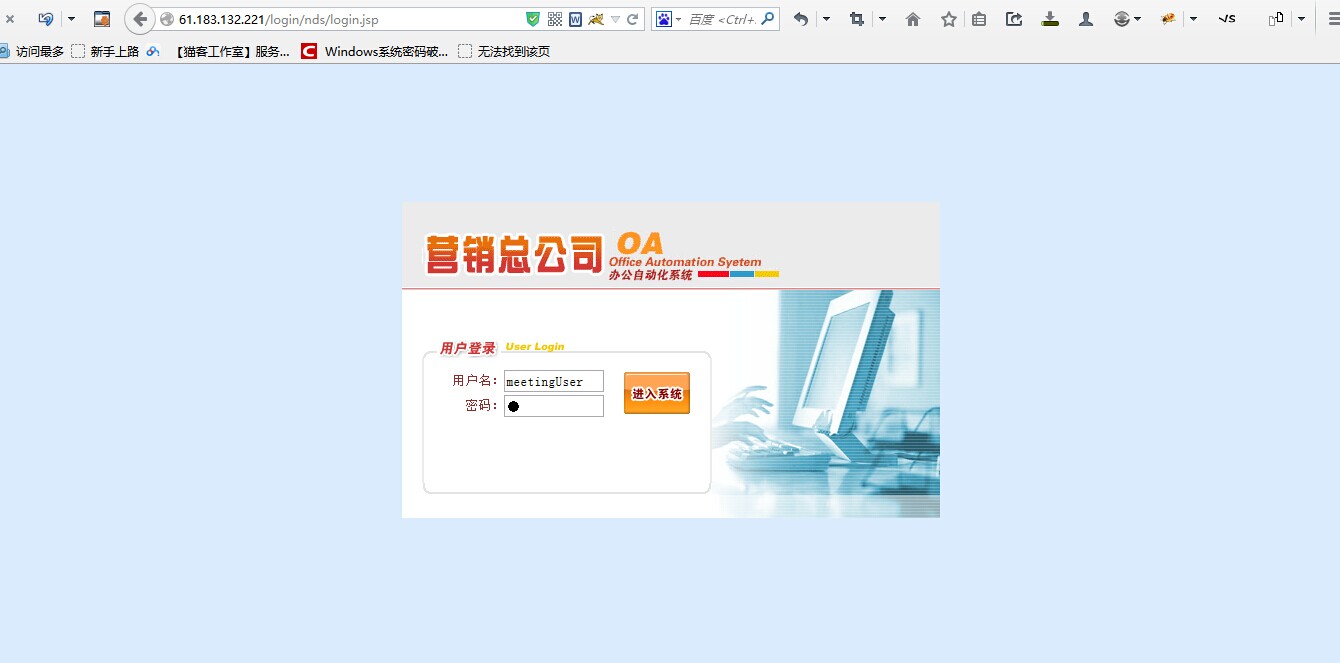 61.183.132.221/login/nds/login.jsp
百度 <Ctrl+.
访问最多 新手上路 【猫客工作室】服务... Windows系统密码破... 无法找到该页
营销总公司 OA
Office Automation Syetem
办公自动化系统
用户登录 User Login
用户名： meetingUser
密码：
进入系统